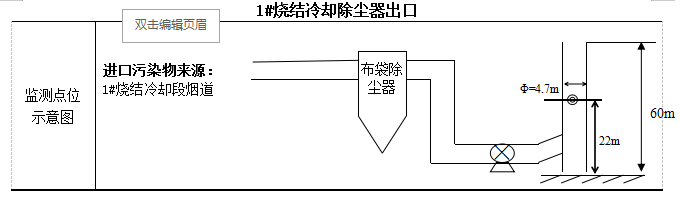 1#烧结冷却除尘器出口
双击编辑页眉
监测点位
示意图
进口污染物来源：
1#烧结冷却段烟道
布袋除
尘器
Φ=4.7m
22m
60m